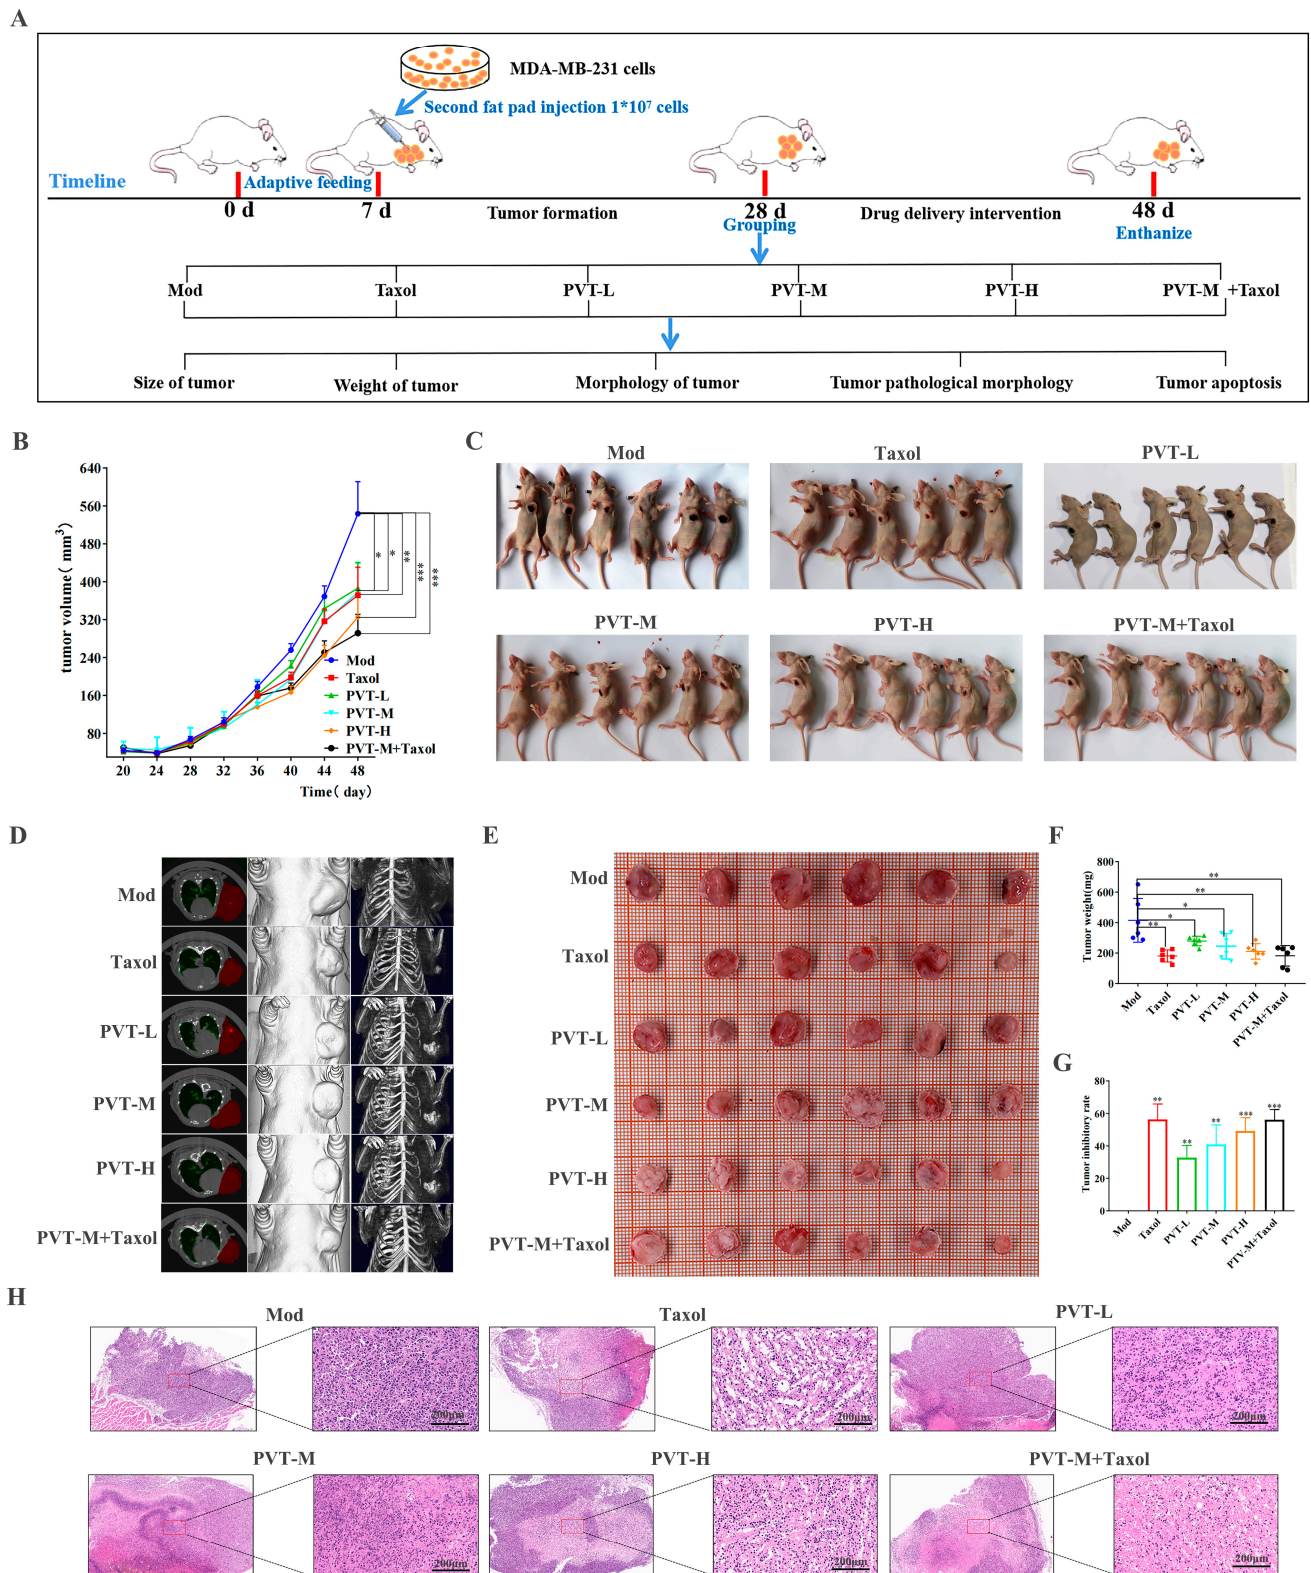 A
MDA-MB-231 cells
Second fat pad injection 1*10⁷ cells
Timeline
Adaptive feeding
0 d
7 d
Tumor formation
28 d
Drug delivery intervention
48 d
Grouping
Enthanize
Mod
Taxol
PVT-L
PVT-M
PVT-H
PVT-M +Taxol
Size of tumor
Weight of tumor
Morphology of tumor
Tumor pathological morphology
Tumor apoptosis
B
tumor volume( mm³)
640
560
480
400
320
240
160
80
20 24 28 32 36 40 44 48
Time( day)
*
*
**
***
***
Mod
Taxol
PVT-L
PVT-M
PVT-H
PVT-M+Taxol
C
Mod
Taxol
PVT-L
PVT-M
PVT-H
PVT-M+Taxol
D
Mod
Taxol
PVT-L
PVT-M
PVT-H
PVT-M+Taxol
E
Mod
Taxol
PVT-L
PVT-M
PVT-H
PVT-M+Taxol
F
Tumor weight(mg)
800
600
400
200
0
**
**
*
*
**
Mod
Taxol
PVT-L
PVT-M
PVT-H
PVT-M+Taxol
G
Tumor inhibitory rate
80
60
40
20
0
**
**
**
***
***
Mod
Taxol
PVT-L
PVT-M
PVT-H
PTV-M+Taxol
H
Mod
Taxol
PVT-L
200μm
200μm
200μm
PVT-M
PVT-H
PVT-M+Taxol
200μm
200μm
200μm